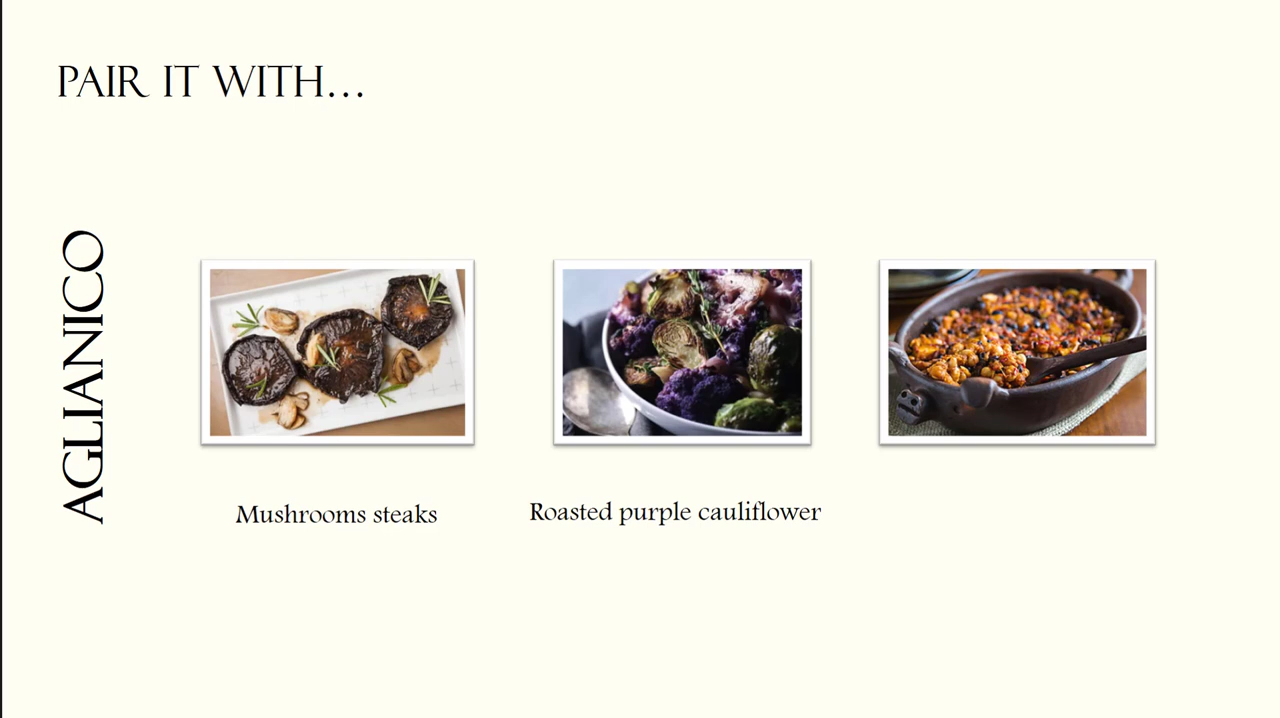 PAIR IT WITH...
AGLIANICO
Mushrooms steaks
Roasted purple cauliflower